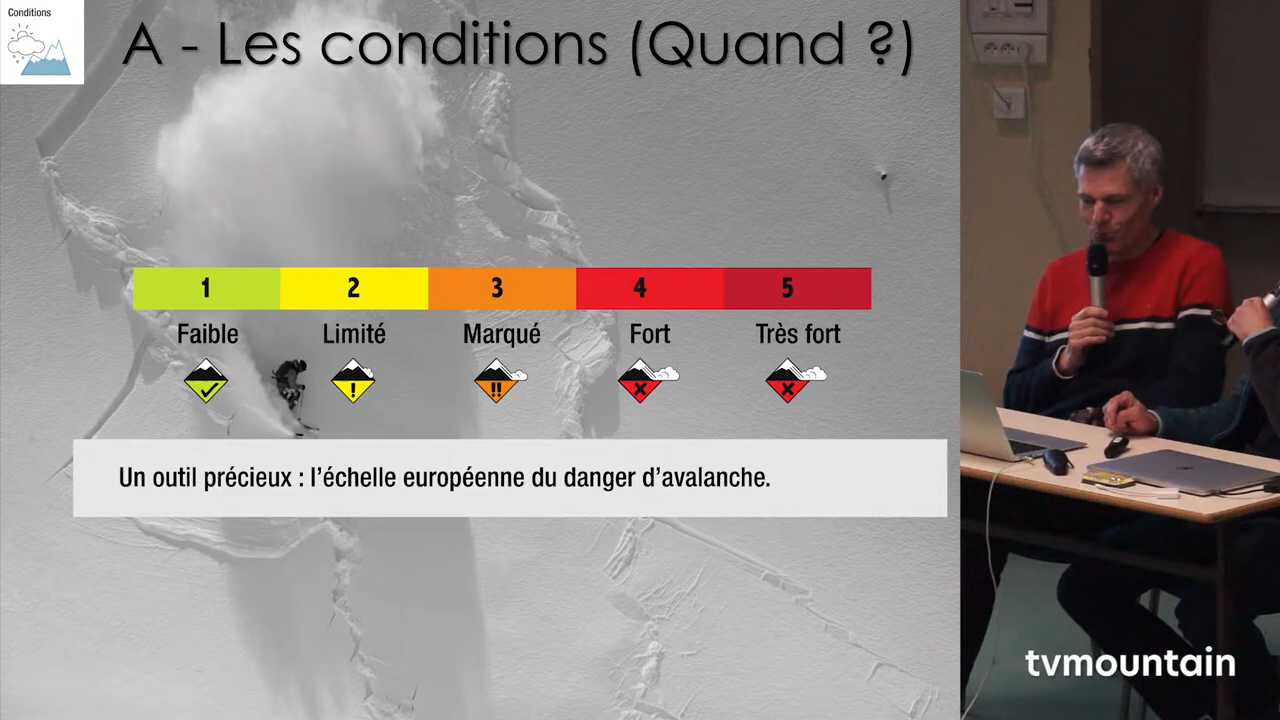 Conditions
A - Les conditions (Quand ?)
1 2 3 4 5
Faible Limité Marqué Fort Très fort
! !!
Un outil précieux : l'échelle européenne du danger d'avalanche.
tvmountain